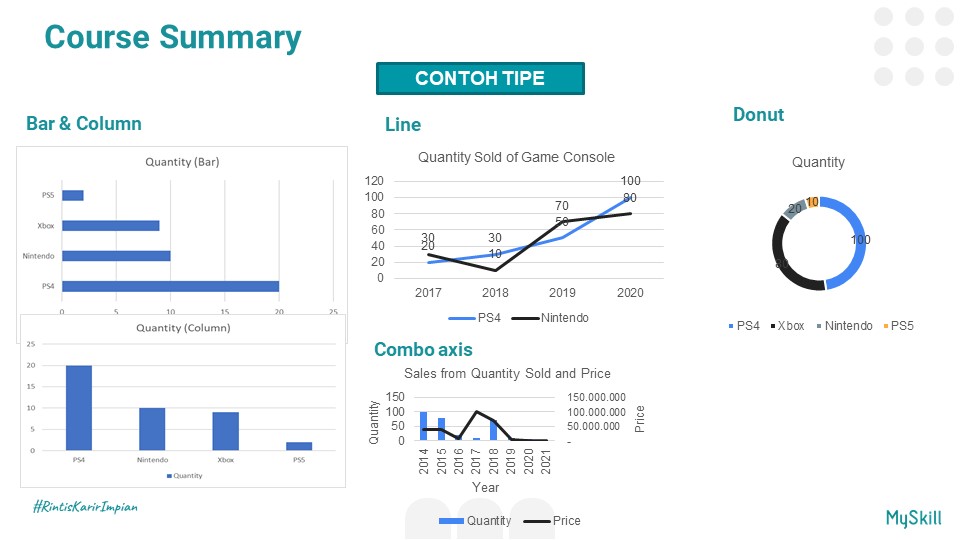 Course Summary
CONTOH TIPE
Bar & Column
Quantity (Bar)
PS5
Xbox
Nintendo
PS4
0 5 10 15 20 25
Quantity (Column)
25
20
15
10
5
0
PS4 Nintendo Xbox PS5
Quantity
Line
Quantity Sold of Game Console
120
100
80
60
40
20
0
30
20
30
10
70
50
100
80
2017 2018 2019 2020
PS4 Nintendo
Combo axis
Sales from Quantity Sold and Price
Quantity
150
100
50
0
150.000.000
100.000.000
50.000.000
-
Price
2014 2015 2016 2017 2018 2019 2020 2021
Year
Quantity Price
Donut
Quantity
100
80
20
10
PS4 Xbox Nintendo PS5
#RintisKarirImpian
MySkill